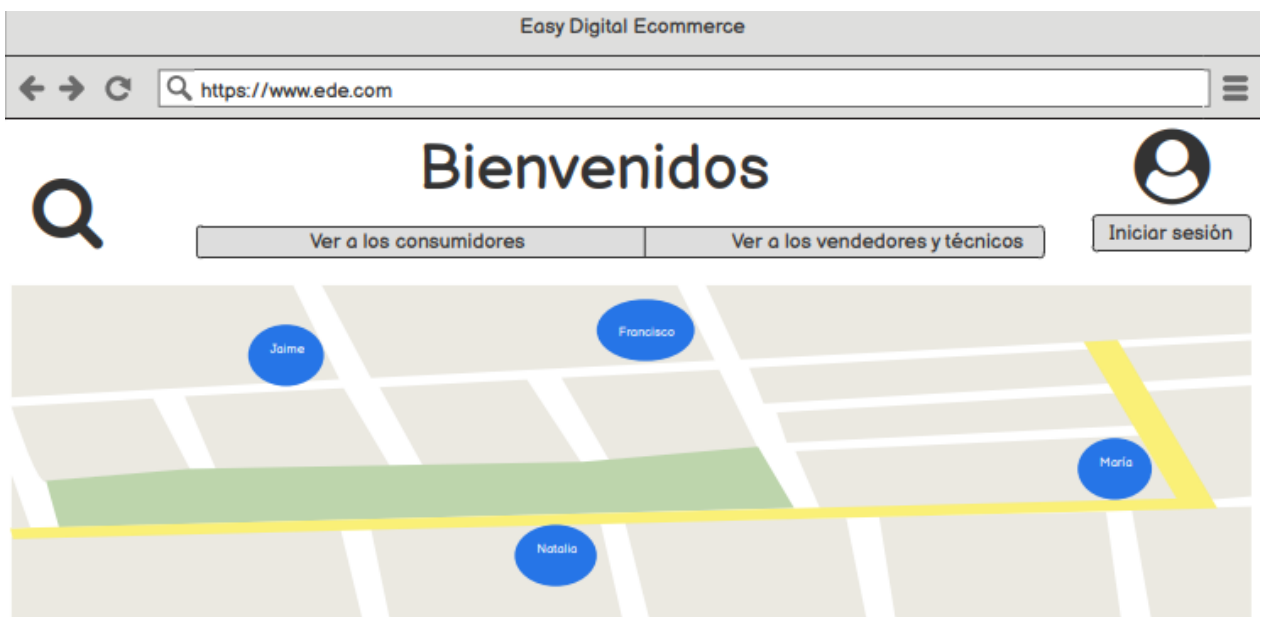 Easy Digital Ecommerce
https://www.ede.com
Bienvenidos
Ver a los consumidores
Ver a los vendedores y técnicos
Iniciar sesión
Jaime
Francisco
María
Natalia